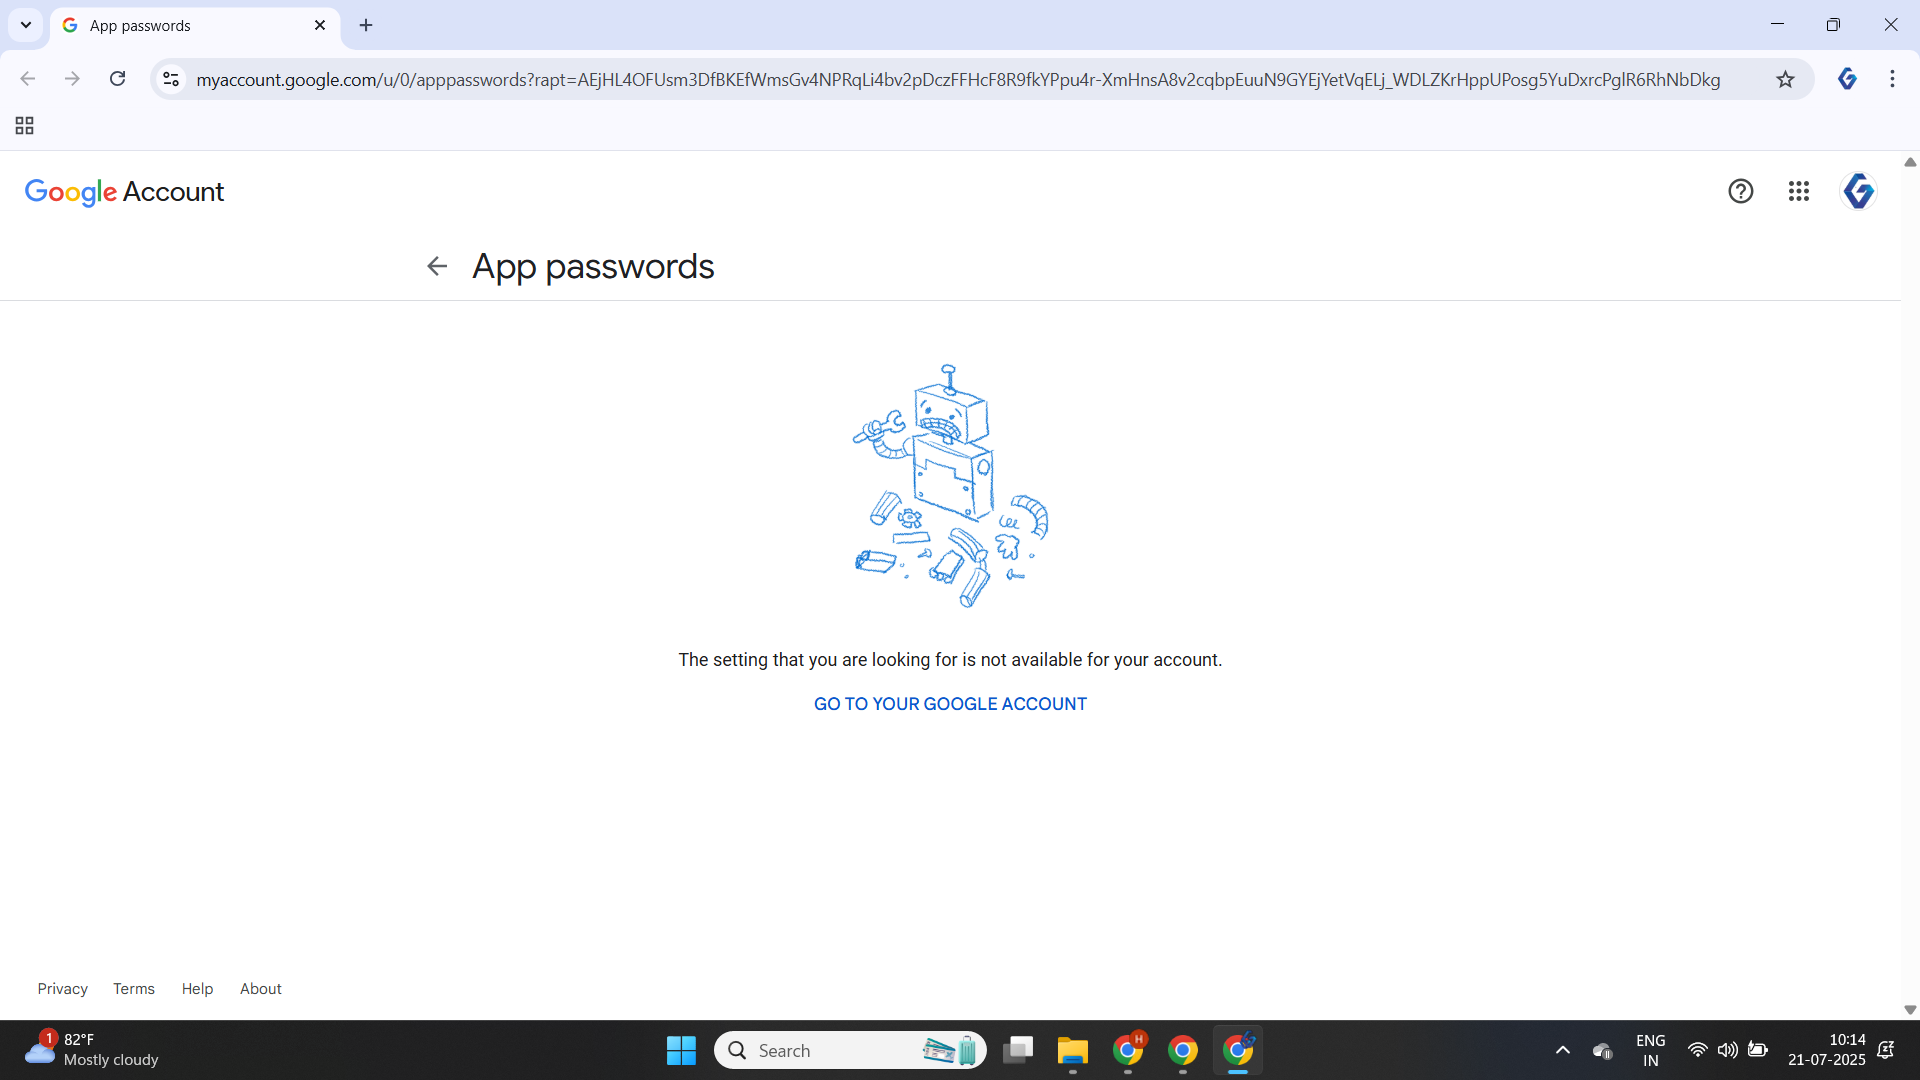 App passwords
myaccount.google.com/u/0/apppasswords?rapt=AEjHL4OFUsm3DfBKEfWmsGv4NPRqLi4bv2pDczFFHcF8R9fkYPpu4r-XmHnsA8v2cqbpEuuN9GYEjYetVqELj_WDLZKrHppUPosg5YuDxrcPglR6RhNbDkg
Google Account
App passwords
The setting that you are looking for is not available for your account.
GO TO YOUR GOOGLE ACCOUNT
Privacy Terms Help About
1
82°F
Mostly cloudy
Search
H
ENG
IN
10:14
21-07-2025